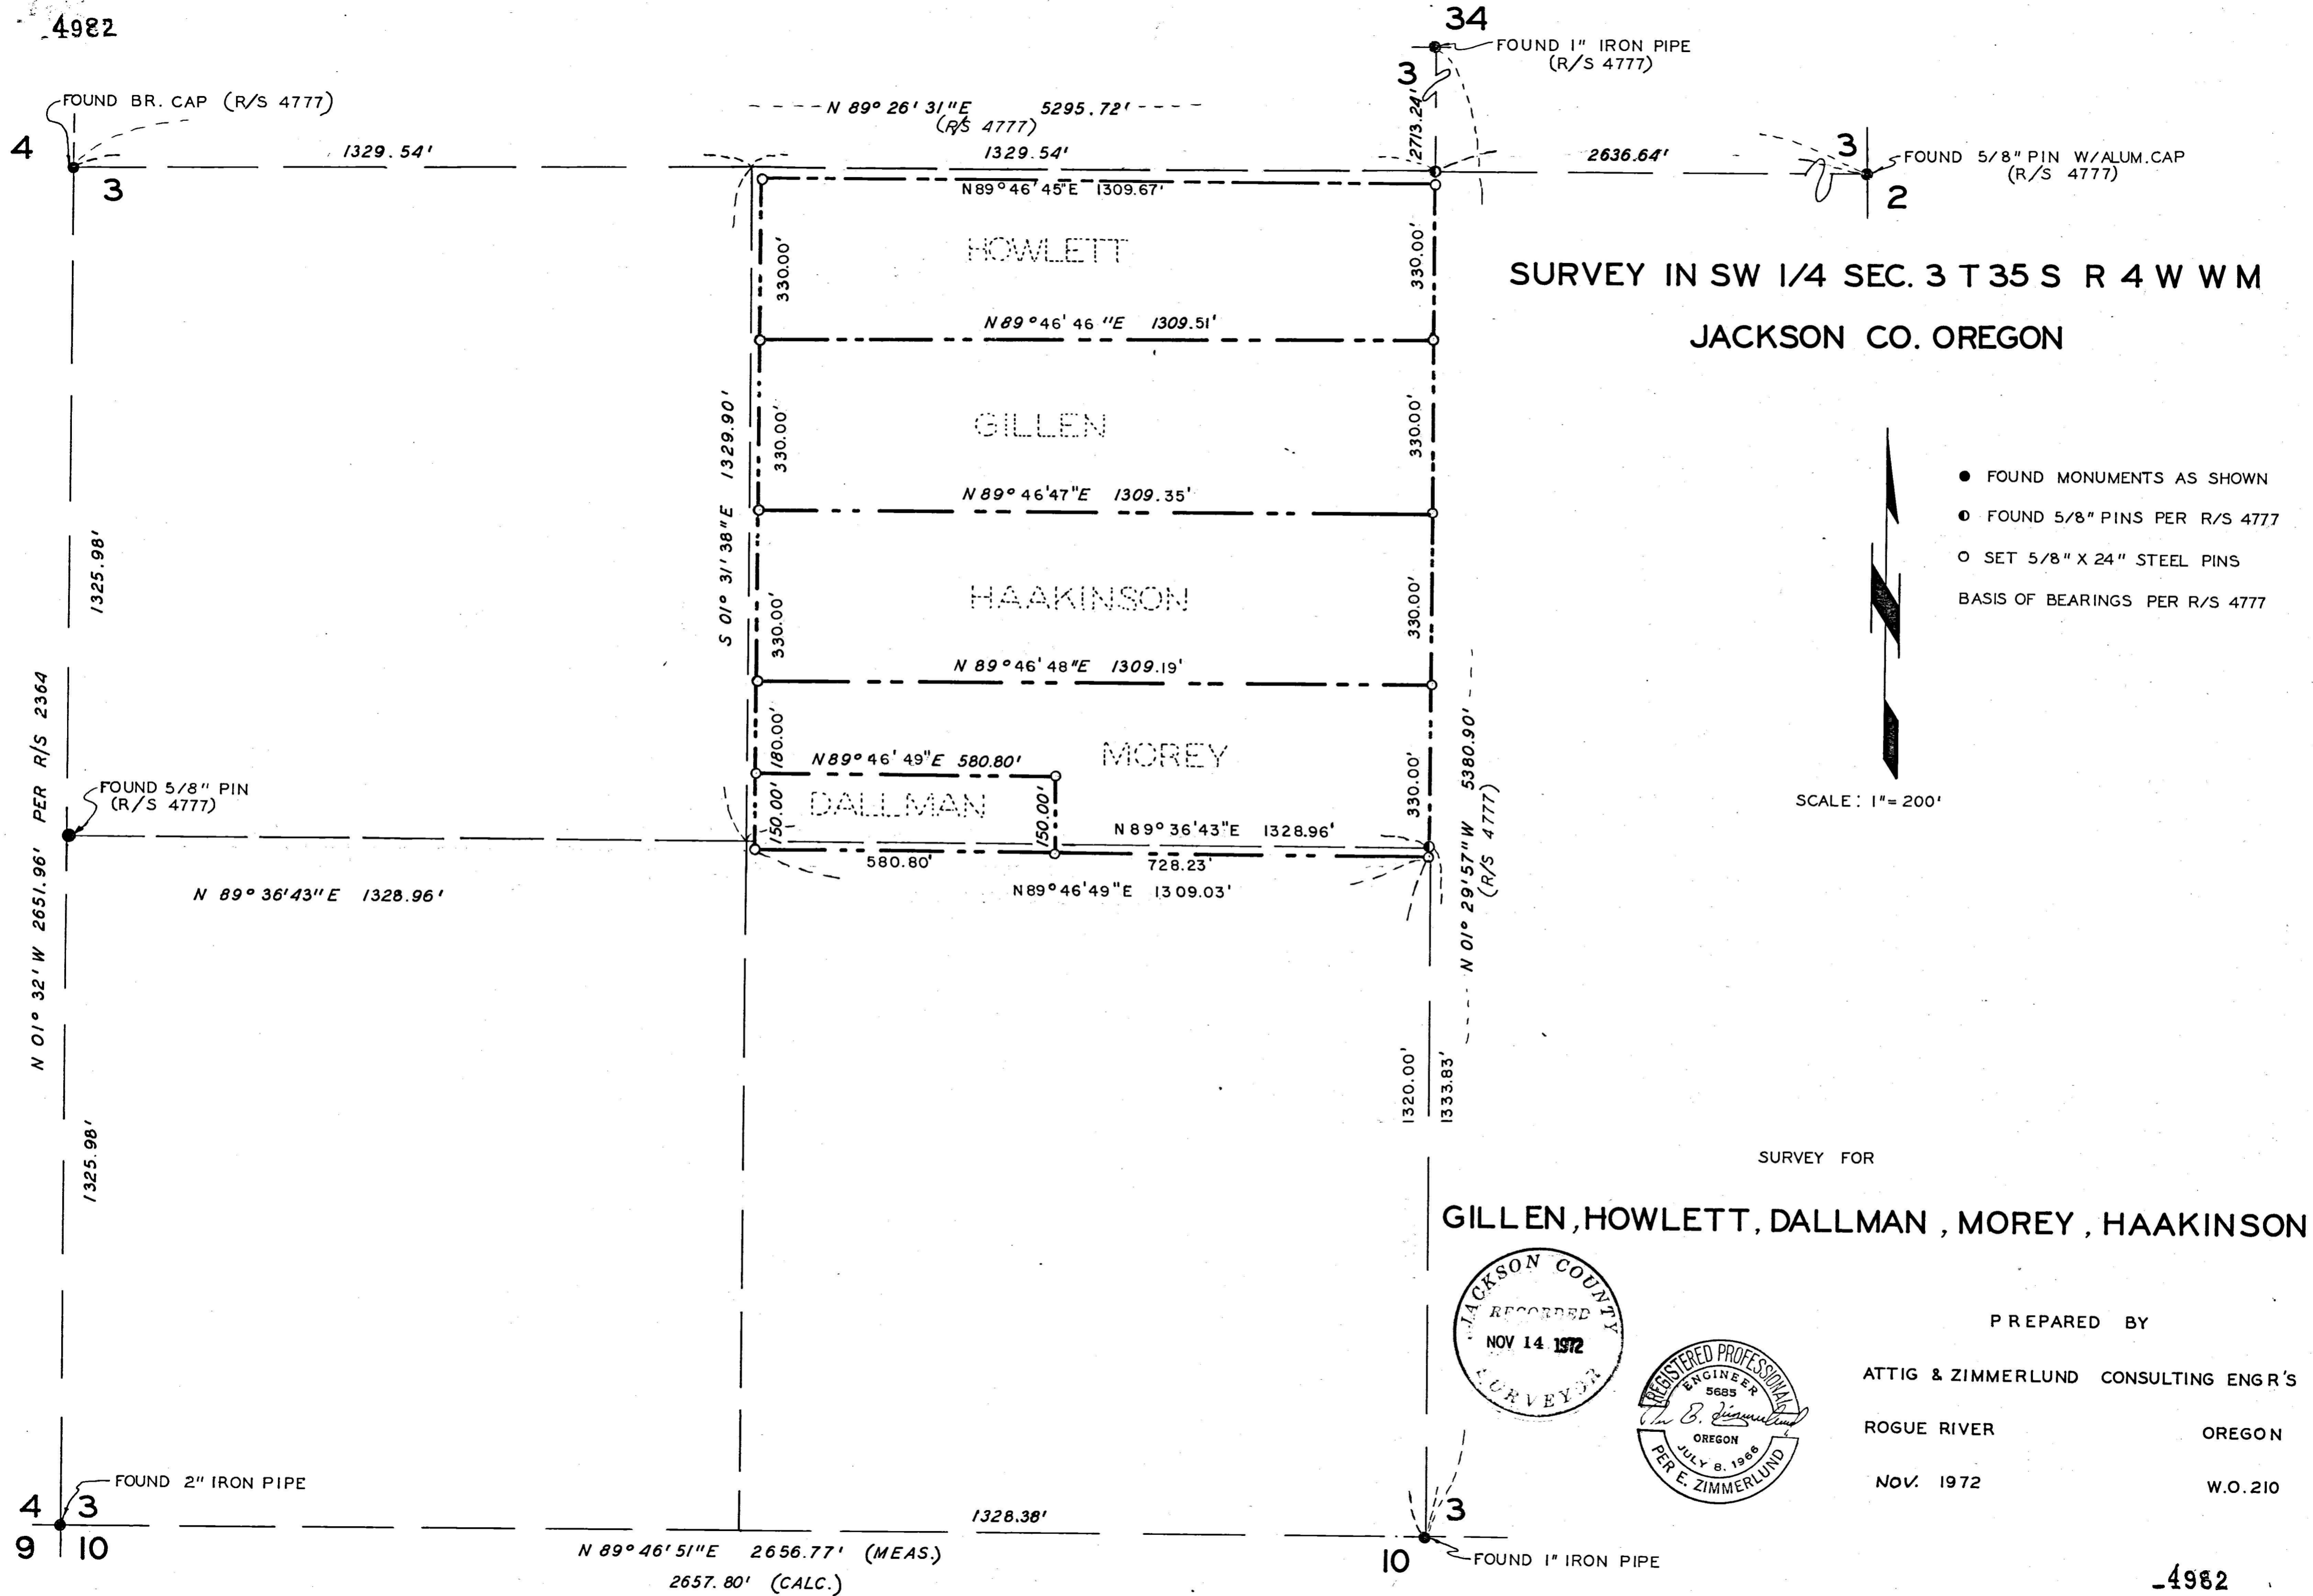 4982
34
FOUND 1" IRON PIPE
(R/S 4777)
3
2713.24'
FOUND BR. CAP (R/S 4777)
N 89° 26' 31"E 5295.72'
(R/S 4777)
4
3
1329.54'
1329.54'
2636.64'
3
2
FOUND 5/8" PIN W/ALUM.CAP
(R/S 4777)
N89°46'45"E 1309.67'
HOWLETT
330.00'
330.00'
SURVEY IN SW 1/4 SEC. 3 T 35 S R 4 W W M
JACKSON CO. OREGON
N89°46'46"E 1309.51'
GILLEN
330.00'
330.00'
S 01° 31' 38"E 1329.90'
N89°46'47"E 1309.35'
● FOUND MONUMENTS AS SHOWN
◐ FOUND 5/8" PINS PER R/S 4777
○ SET 5/8" X 24" STEEL PINS
BASIS OF BEARINGS PER R/S 4777
N
SCALE: 1"= 200'
1325.98'
HAAKINSON
330.00'
330.00'
N 89°46'48"E 1309.19'
N 01° 32' W 2651.96' PER R/S 2364
FOUND 5/8" PIN
(R/S 4777)
180.00'
MOREY
330.00'
N89°46'49"E 580.80'
DALLMAN
150.00'
150.00'
N89°36'43"E 1328.96'
580.80'
728.23'
N89°46'49"E 1309.03'
N 01° 29'57"W 5380.90'
(R/S 4777)
N 89°36'43"E 1328.96'
1325.98'
1320.00'
1333.83'
SURVEY FOR
GILLEN, HOWLETT, DALLMAN, MOREY, HAAKINSON
JACKSON COUNTY
RECORDED
NOV 14 1972
SURVEYOR
REGISTERED PROFESSIONAL
ENGINEER
5685
Per E. Zimmerlund
OREGON
JULY 8, 1966
PER E. ZIMMERLUND
PREPARED BY
ATTIG & ZIMMERLUND CONSULTING ENGR'S
ROGUE RIVER OREGON
NOV. 1972 W.O.210
4 3
9 10
FOUND 2" IRON PIPE
1328.38'
N 89°46'51"E 2656.77' (MEAS.)
2657.80' (CALC.)
3
10
FOUND 1" IRON PIPE
4982